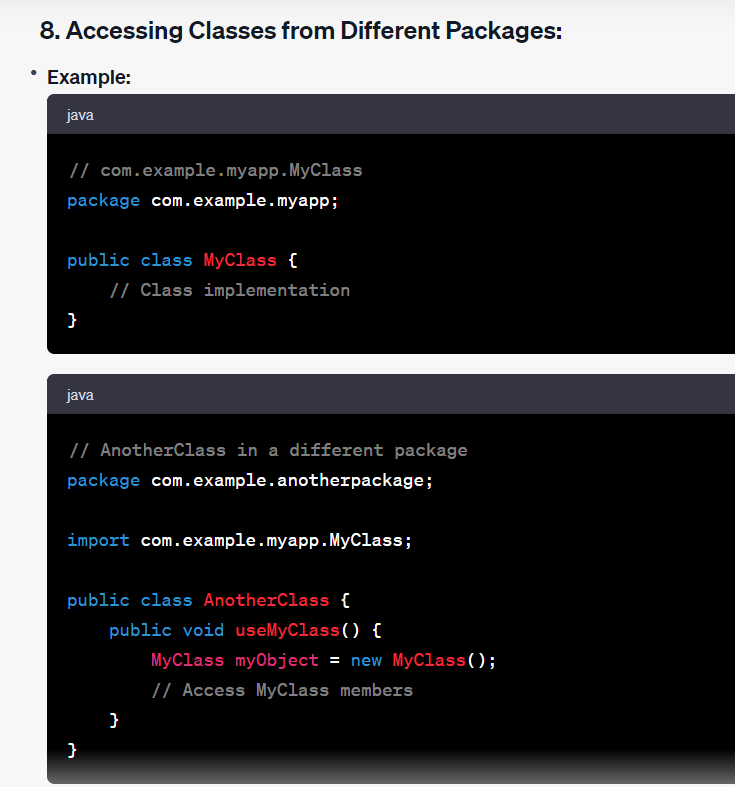 8. Accessing Classes from Different Packages:
• Example:
java
// com.example.myapp.MyClass
package com.example.myapp;
public class MyClass {
    // Class implementation
}
java
// AnotherClass in a different package
package com.example.anotherpackage;
import com.example.myapp.MyClass;
public class AnotherClass {
    public void useMyClass() {
        MyClass myObject = new MyClass();
        // Access MyClass members
    }
}